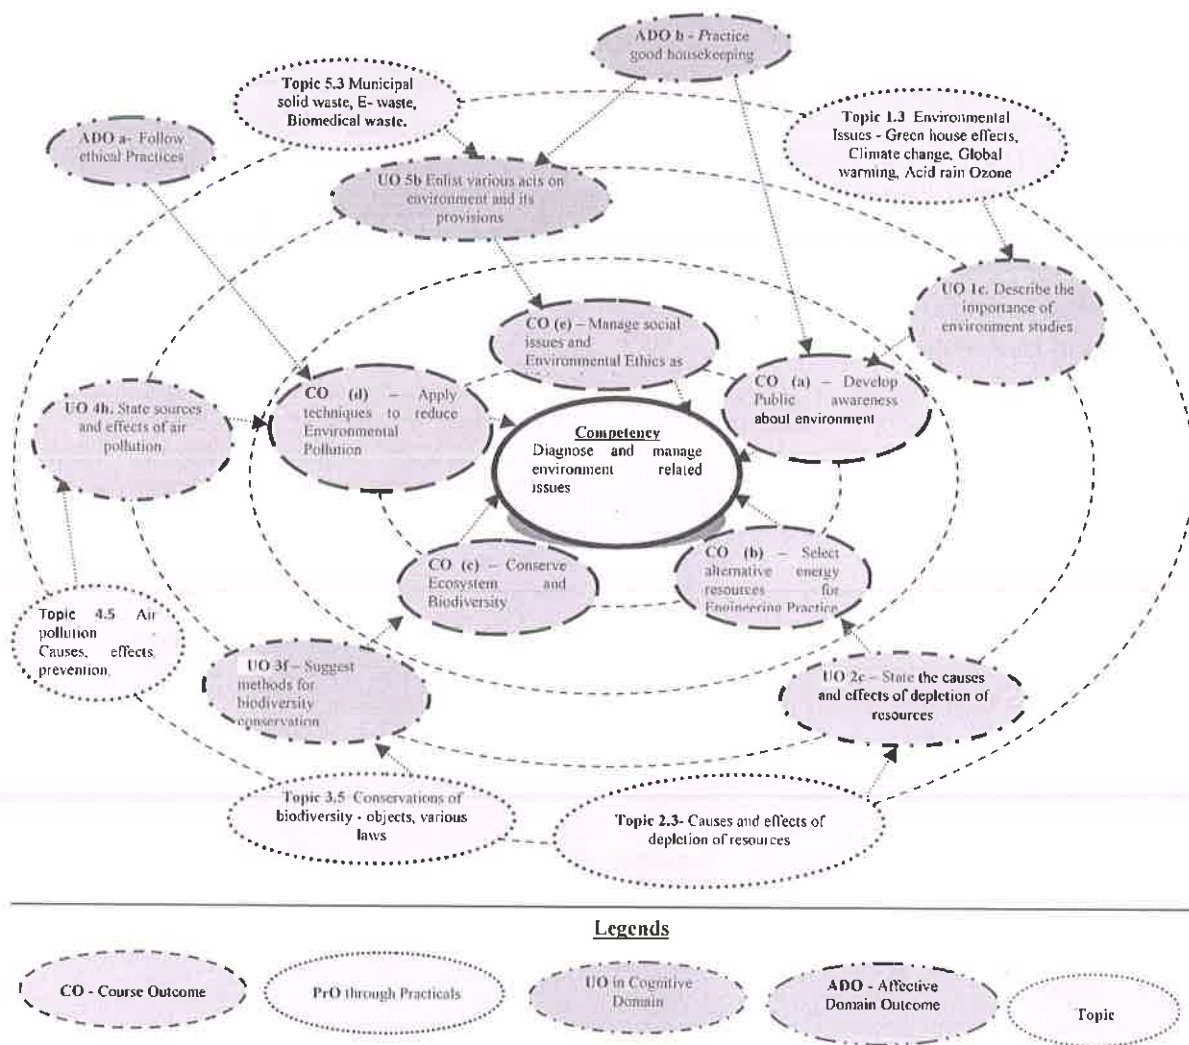 ADO b - Practice
good housekeeping
Topic 5.3 Municipal
solid waste, E- waste,
Biomedical waste.
Topic 1.3 Environmental
Issues - Green house effects,
Climate change, Global
warming, Acid rain Ozone
ADO a- Follow
ethical Practices
UO 5b Enlist various acts on
environment and its
provisions
UO 1c. Describe the
importance of
environment studies
CO (e) – Manage social
issues and
Environmental Ethics as
CO (d) – Apply
techniques to reduce
Environmental
Pollution
CO (a) – Develop
Public awareness
about environment
UO 4b. State sources
and effects of air
pollution
Competency
Diagnose and manage
environment related
issues
CO (c) – Conserve
Ecosystem and
Biodiversity
CO (b) – Select
alternative energy
resources for
Engineering Practice
Topic 4.5 Air
pollution
Causes, effects,
prevention,
UO 3f – Suggest
methods for
biodiversity
conservation
UO 2c – State the causes
and effects of depletion of
resources
Topic 3.5 Conservations of
biodiversity - objects, various
laws
Topic 2.3- Causes and effects of
depletion of resources
Legends
CO - Course Outcome
PrO through Practicals
UO in Cognitive
Domain
ADO - Affective
Domain Outcome
Topic